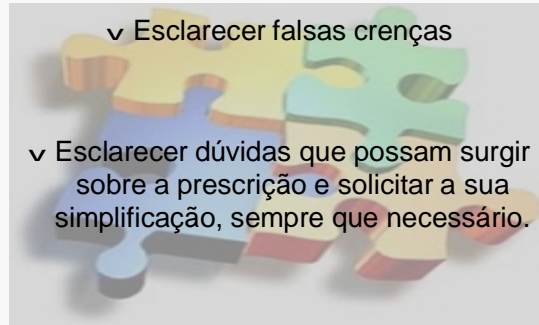 v Esclarecer falsas crenças
v Esclarecer dúvidas que possam surgir
sobre a prescrição e solicitar a sua
simplificação, sempre que necessário.